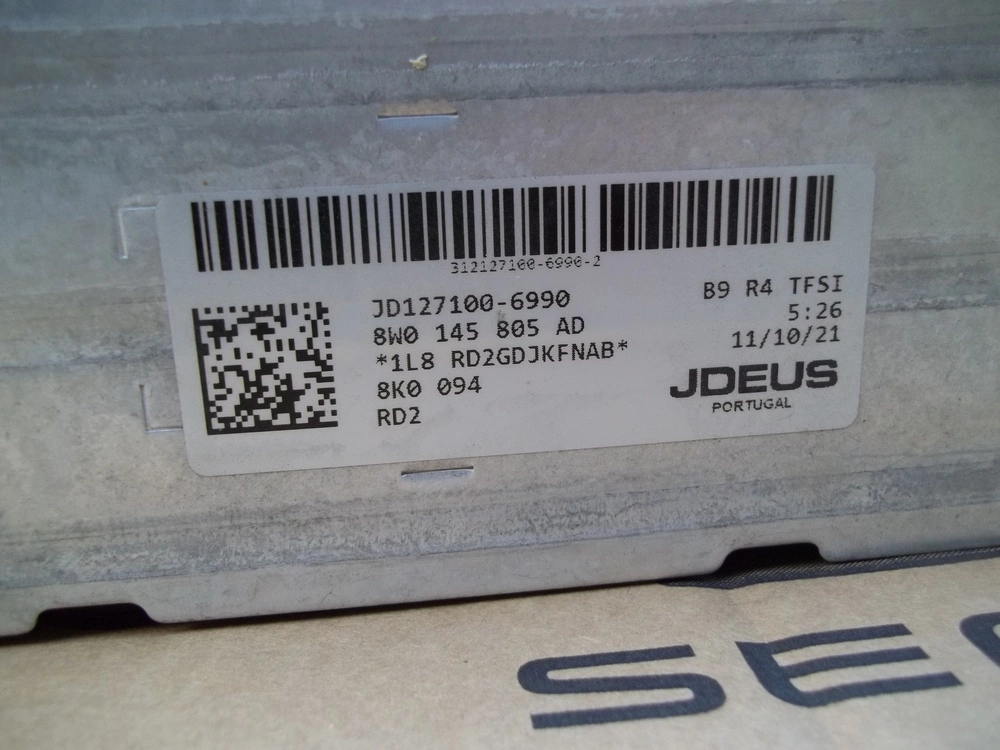 312127100-6990-2
JD127100-6990
8W0 145 805 AD
*1L8 RD2GDJKFNAB*
8K0 094
RD2
B9 R4 TFSI
5:26
11/10/21
JDEUS
PORTUGAL